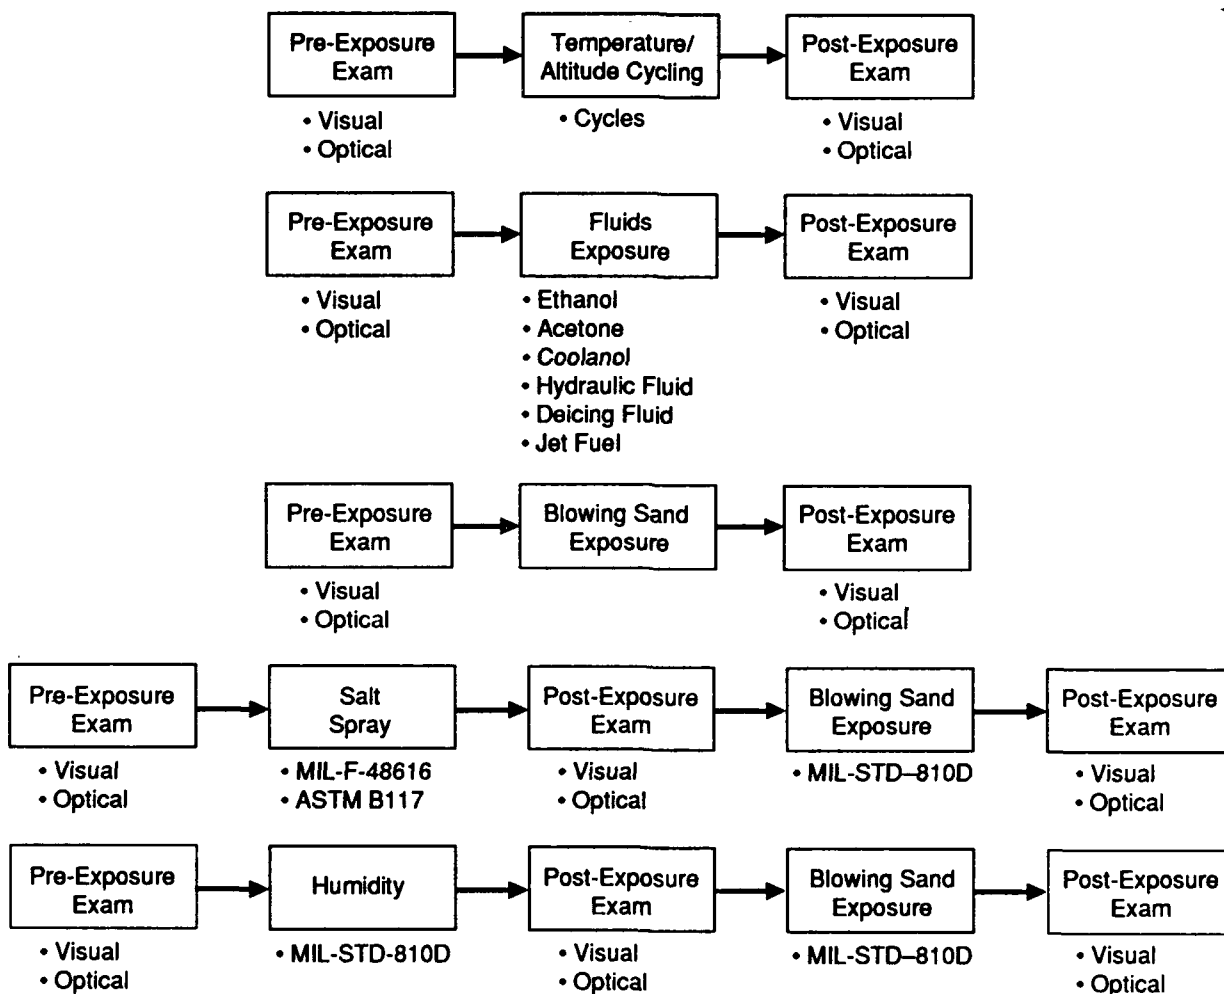 Pre-Exposure
Exam
Temperature/
Altitude Cycling
Post-Exposure
Exam
• Visual
• Optical
• Cycles
• Visual
• Optical
Pre-Exposure
Exam
Fluids
Exposure
Post-Exposure
Exam
• Visual
• Optical
• Ethanol
• Acetone
• Coolanol
• Hydraulic Fluid
• Deicing Fluid
• Jet Fuel
• Visual
• Optical
Pre-Exposure
Exam
Blowing Sand
Exposure
Post-Exposure
Exam
• Visual
• Optical
• Visual
• Optical
Pre-Exposure
Exam
Salt
Spray
Post-Exposure
Exam
Blowing Sand
Exposure
Post-Exposure
Exam
• Visual
• Optical
• MIL-F-48616
• ASTM B117
• Visual
• Optical
• MIL-STD–810D
• Visual
• Optical
Pre-Exposure
Exam
Humidity
Post-Exposure
Exam
Blowing Sand
Exposure
Post-Exposure
Exam
• Visual
• Optical
• MIL-STD-810D
• Visual
• Optical
• MIL-STD–810D
• Visual
• Optical